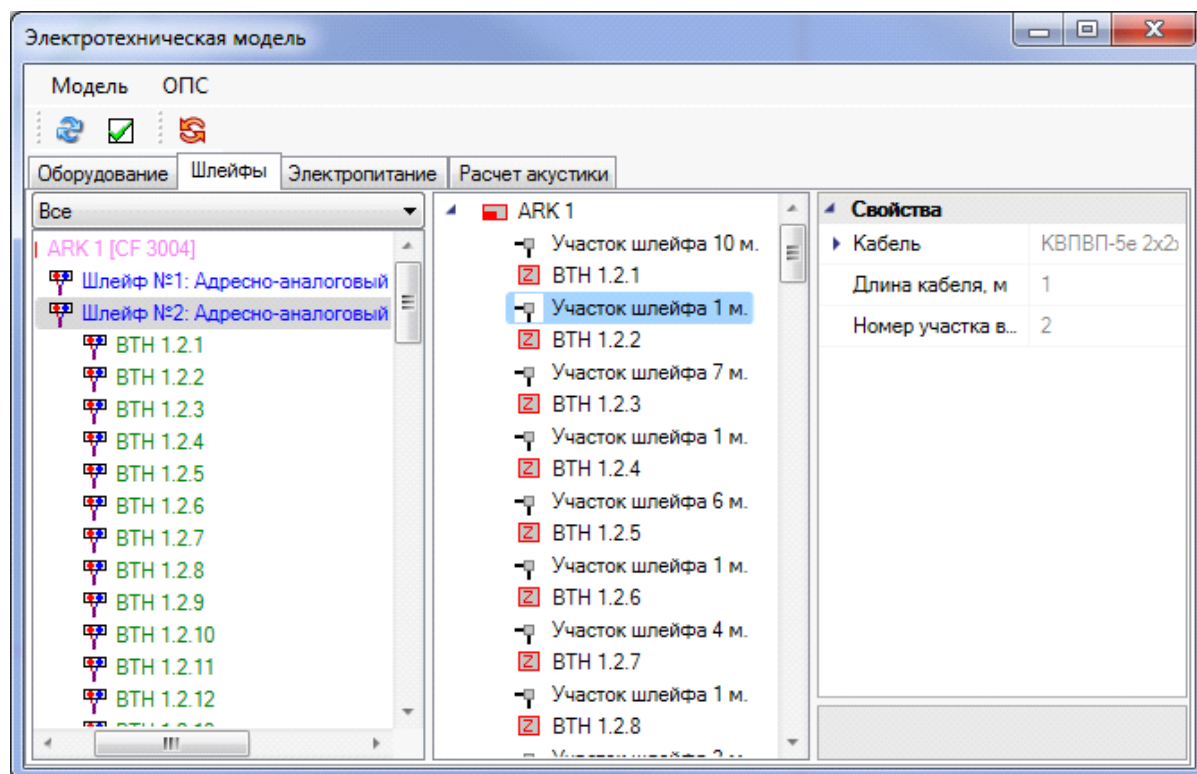 Электротехническая модель
Модель ОПС
Оборудование Шлейфы Электропитание Расчет акустики
Все
ARK 1 [CF 3004]
Шлейф №1: Адресно-аналоговый
Шлейф №2: Адресно-аналоговый
ВТН 1.2.1
ВТН 1.2.2
ВТН 1.2.3
ВТН 1.2.4
ВТН 1.2.5
ВТН 1.2.6
ВТН 1.2.7
ВТН 1.2.8
ВТН 1.2.9
ВТН 1.2.10
ВТН 1.2.11
ВТН 1.2.12
ARK 1
Участок шлейфа 10 м.
ВТН 1.2.1
Участок шлейфа 1 м.
ВТН 1.2.2
Участок шлейфа 7 м.
ВТН 1.2.3
Участок шлейфа 1 м.
ВТН 1.2.4
Участок шлейфа 6 м.
ВТН 1.2.5
Участок шлейфа 1 м.
ВТН 1.2.6
Участок шлейфа 4 м.
ВТН 1.2.7
Участок шлейфа 1 м.
ВТН 1.2.8
Свойства
Кабель КВПВП-5е 2х2
Длина кабеля, м 1
Номер участка в... 2